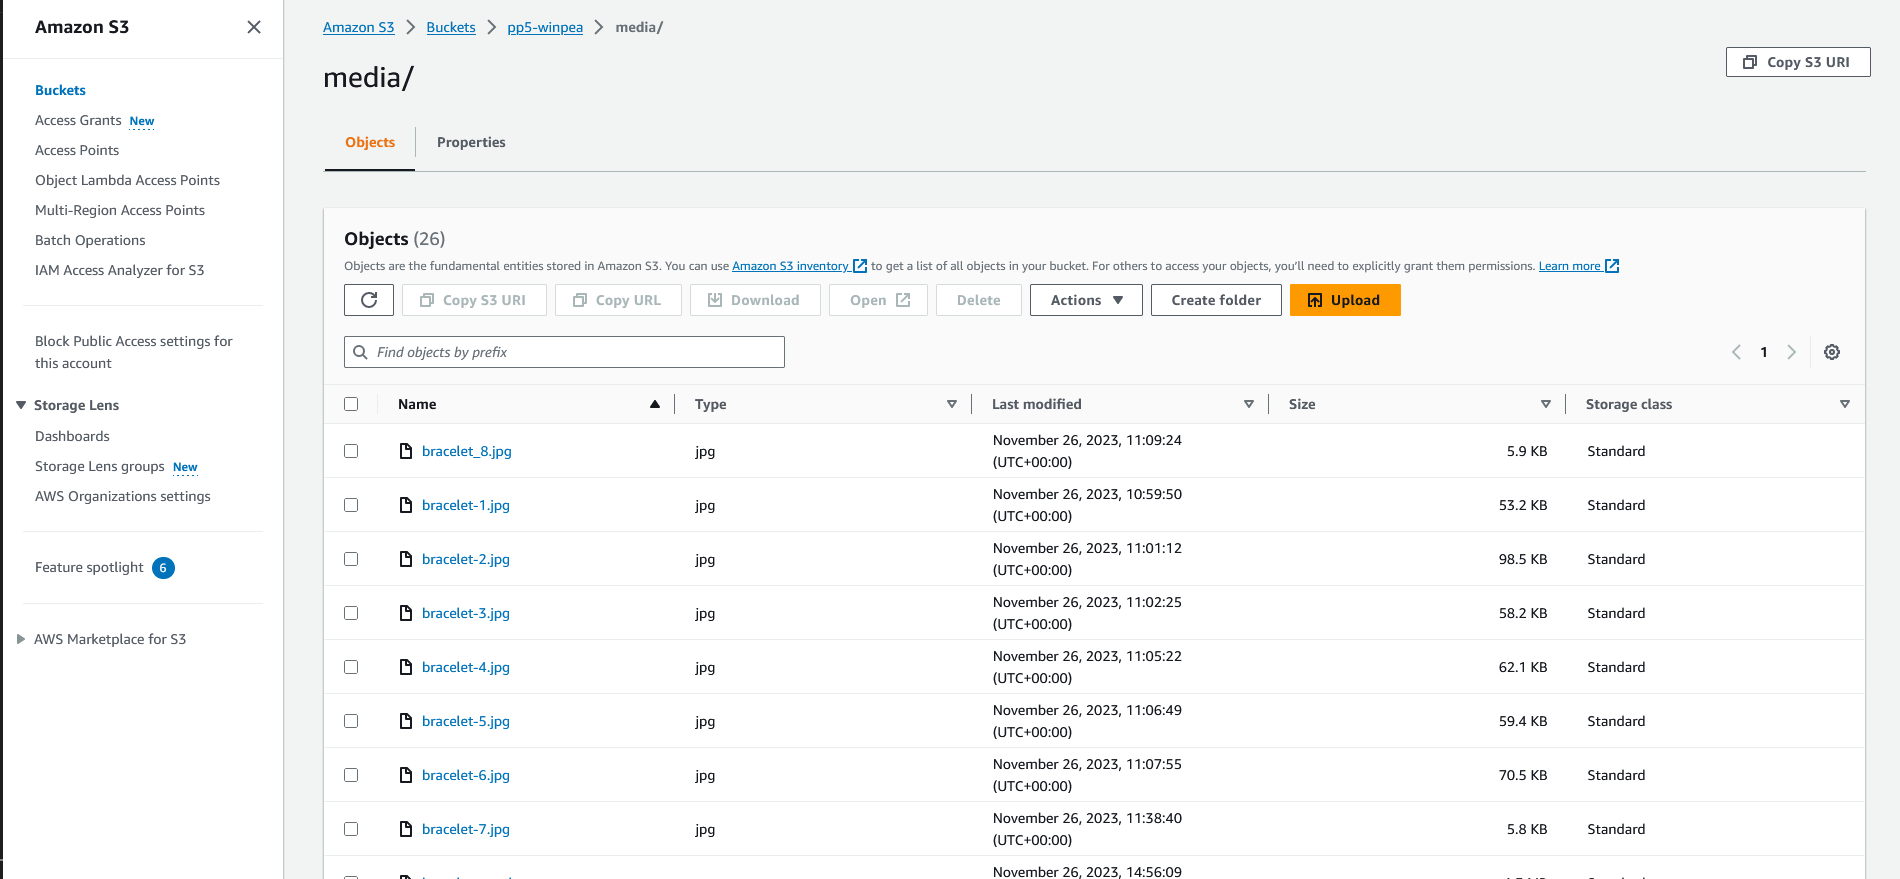 Amazon S3
Buckets
Access Grants New
Access Points
Object Lambda Access Points
Multi-Region Access Points
Batch Operations
IAM Access Analyzer for S3
Block Public Access settings for
this account
Storage Lens
Dashboards
Storage Lens groups New
AWS Organizations settings
Feature spotlight 6
AWS Marketplace for S3
Amazon S3 Buckets pp5-winpea media/
media/
Copy S3 URI
Objects Properties
Objects (26)
Objects are the fundamental entities stored in Amazon S3. You can use Amazon S3 inventory to get a list of all objects in your bucket. For others to access your objects, you'll need to explicitly grant them permissions. Learn more
Copy S3 URI Copy URL Download Open Delete Actions Create folder Upload
Find objects by prefix
1
Name Type Last modified Size Storage class
bracelet_8.jpg jpg November 26, 2023, 11:09:24 (UTC+00:00) 5.9 KB Standard
bracelet-1.jpg jpg November 26, 2023, 10:59:50 (UTC+00:00) 53.2 KB Standard
bracelet-2.jpg jpg November 26, 2023, 11:01:12 (UTC+00:00) 98.5 KB Standard
bracelet-3.jpg jpg November 26, 2023, 11:02:25 (UTC+00:00) 58.2 KB Standard
bracelet-4.jpg jpg November 26, 2023, 11:05:22 (UTC+00:00) 62.1 KB Standard
bracelet-5.jpg jpg November 26, 2023, 11:06:49 (UTC+00:00) 59.4 KB Standard
bracelet-6.jpg jpg November 26, 2023, 11:07:55 (UTC+00:00) 70.5 KB Standard
bracelet-7.jpg jpg November 26, 2023, 11:38:40 (UTC+00:00) 5.8 KB Standard
November 26, 2023, 14:56:09